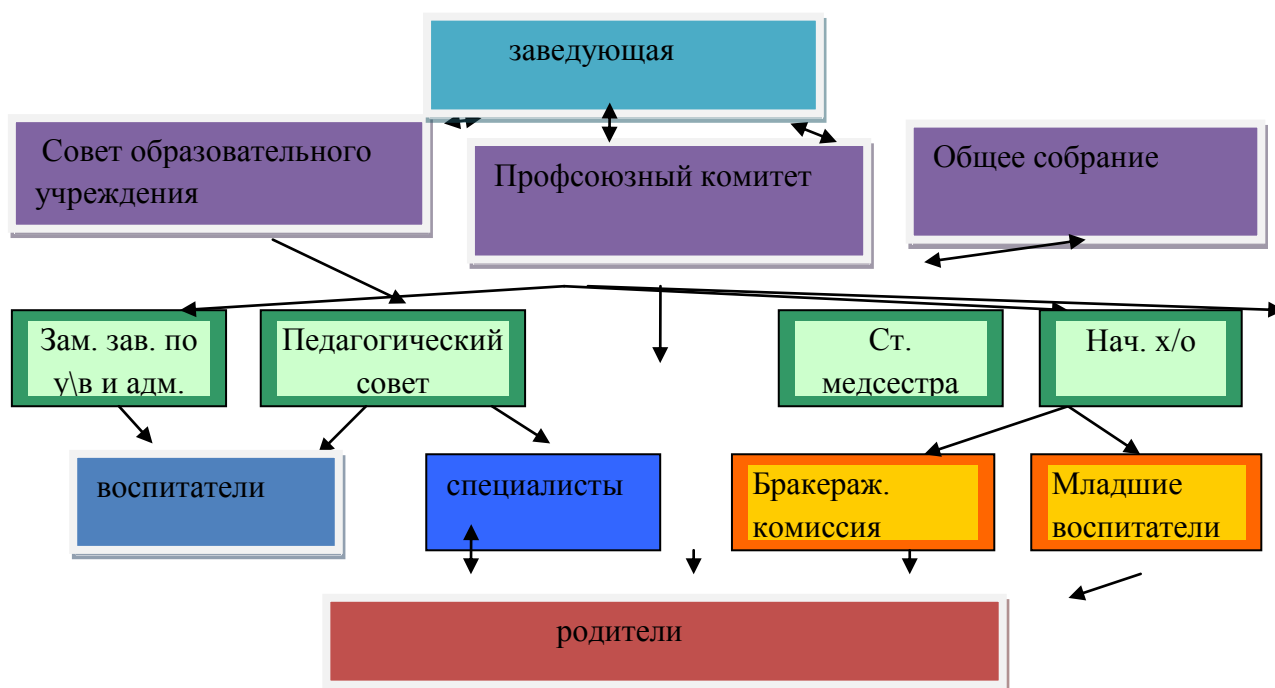 заведующая
Совет образовательного
учреждения
Профсоюзный комитет
Общее собрание
Зам. зав. по
у\в и адм.
Педагогический
совет
Ст.
медсестра
Нач. х/о
воспитатели
специалисты
Бракераж.
комиссия
Младшие
воспитатели
родители